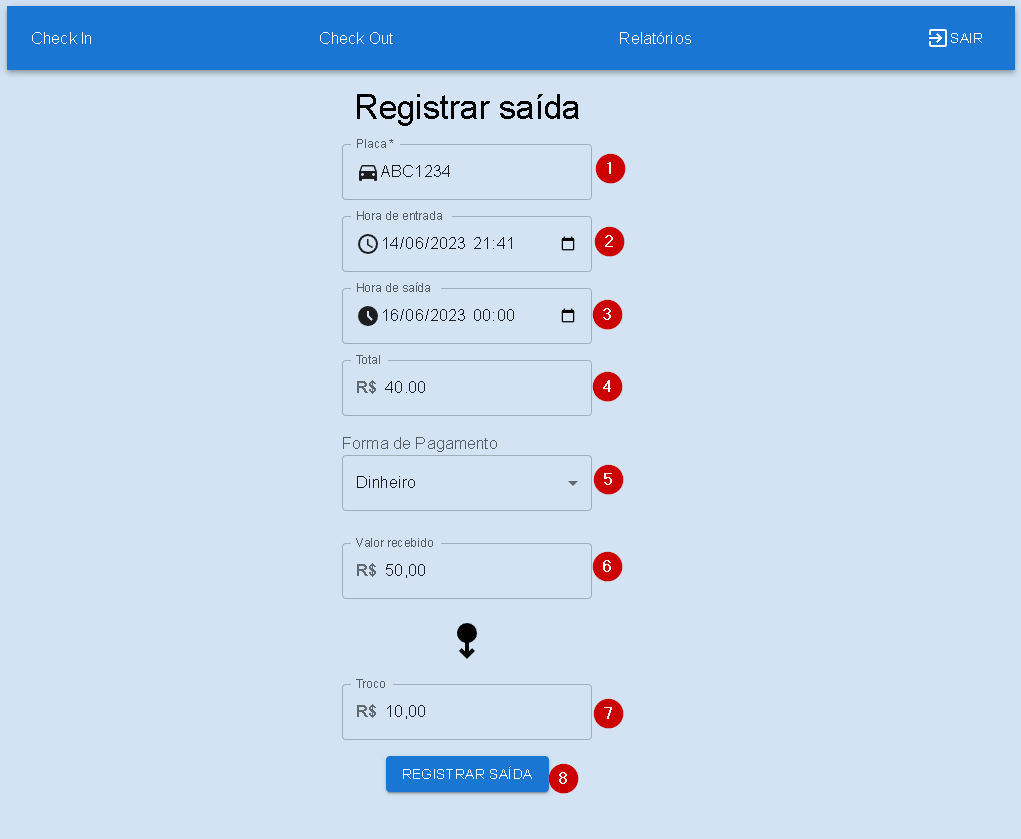 Check In
Check Out
Relatórios
SAIR
Registrar saída
Placa *
ABC1234
1
Hora de entrada
14/06/2023 21:41
2
Hora de saída
16/06/2023 00:00
3
Total
R$ 40.00
4
Forma de Pagamento
Dinheiro
5
Valor recebido
R$ 50,00
6
Troco
R$ 10,00
7
REGISTRAR SAÍDA
8